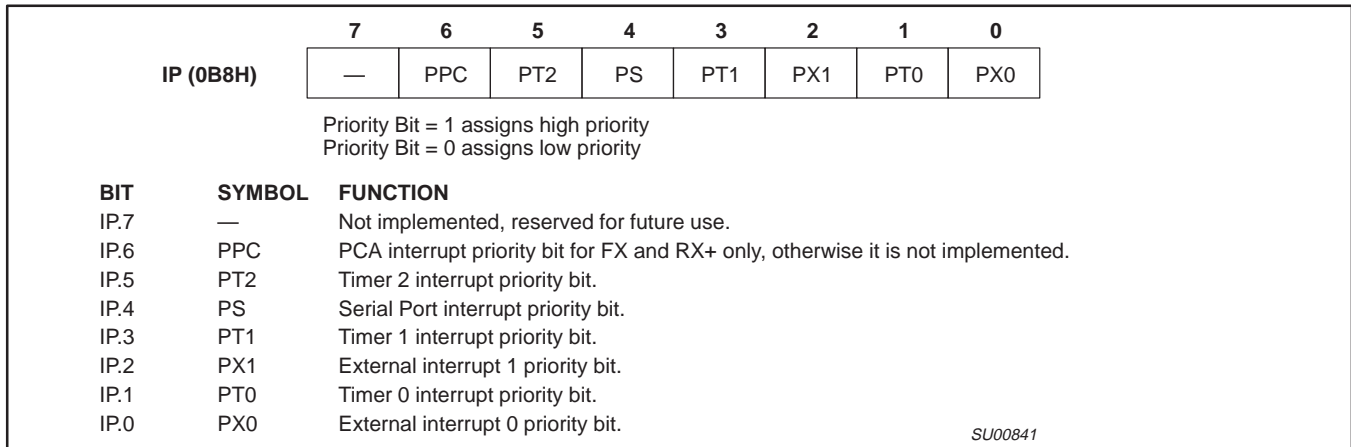 7 6 5 4 3 2 1 0
IP (0B8H) — PPC PT2 PS PT1 PX1 PT0 PX0
Priority Bit = 1 assigns high priority
Priority Bit = 0 assigns low priority
BIT SYMBOL FUNCTION
IP.7 — Not implemented, reserved for future use.
IP.6 PPC PCA interrupt priority bit for FX and RX+ only, otherwise it is not implemented.
IP.5 PT2 Timer 2 interrupt priority bit.
IP.4 PS Serial Port interrupt priority bit.
IP.3 PT1 Timer 1 interrupt priority bit.
IP.2 PX1 External interrupt 1 priority bit.
IP.1 PT0 Timer 0 interrupt priority bit.
IP.0 PX0 External interrupt 0 priority bit.
SU00841